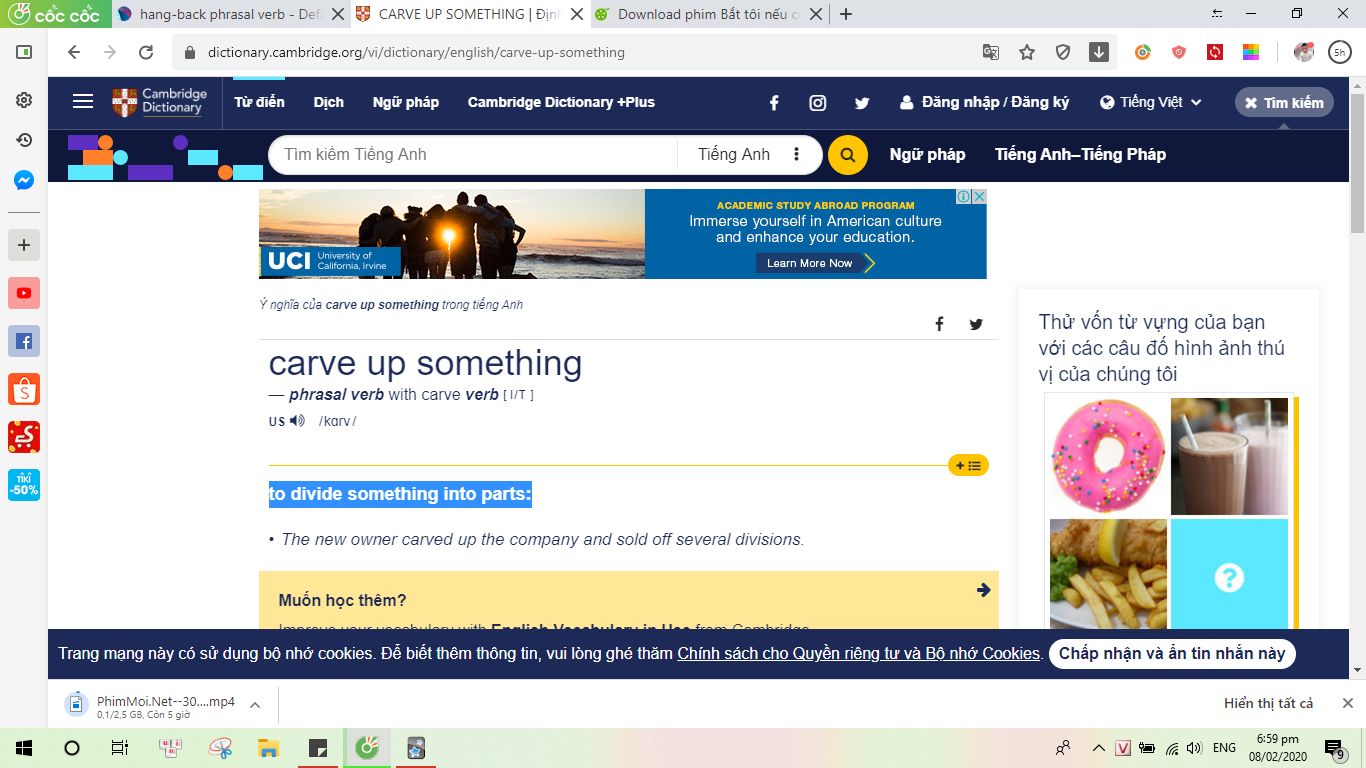 cốc cốc
hang-back phrasal verb - Defi
CARVE UP SOMETHING | Định
Download phim Bắt tôi nếu có
dictionary.cambridge.org/vi/dictionary/english/carve-up-something
5h
Cambridge
Dictionary
Từ điển
Dịch
Ngữ pháp
Cambridge Dictionary +Plus
Đăng nhập / Đăng ký
Tiếng Việt
Tìm kiếm
Tìm kiếm Tiếng Anh
Tiếng Anh
Ngữ pháp
Tiếng Anh–Tiếng Pháp
UCI University of
California, Irvine
ACADEMIC STUDY ABROAD PROGRAM
Immerse yourself in American culture
and enhance your education.
Learn More Now
Ý nghĩa của carve up something trong tiếng Anh
carve up something
— phrasal verb with carve verb [ I/T ]
US /kɑrv/
to divide something into parts:
• The new owner carved up the company and sold off several divisions.
Muốn học thêm?
Improve your vocabulary with English Vocabulary in Use from Cambridge.
Thử vốn từ vựng của bạn
với các câu đố hình ảnh thú
vị của chúng tôi
?
TIKI
-50%
Trang mạng này có sử dụng bộ nhớ cookies. Để biết thêm thông tin, vui lòng ghé thăm Chính sách cho Quyền riêng tư và Bộ nhớ Cookies.
Chấp nhận và ẩn tin nhắn này
PhimMoi.Net--30....mp4
0,1/2,5 GB, Còn 5 giờ
Hiển thị tất cả
ENG
6:59 pm
08/02/2020
9